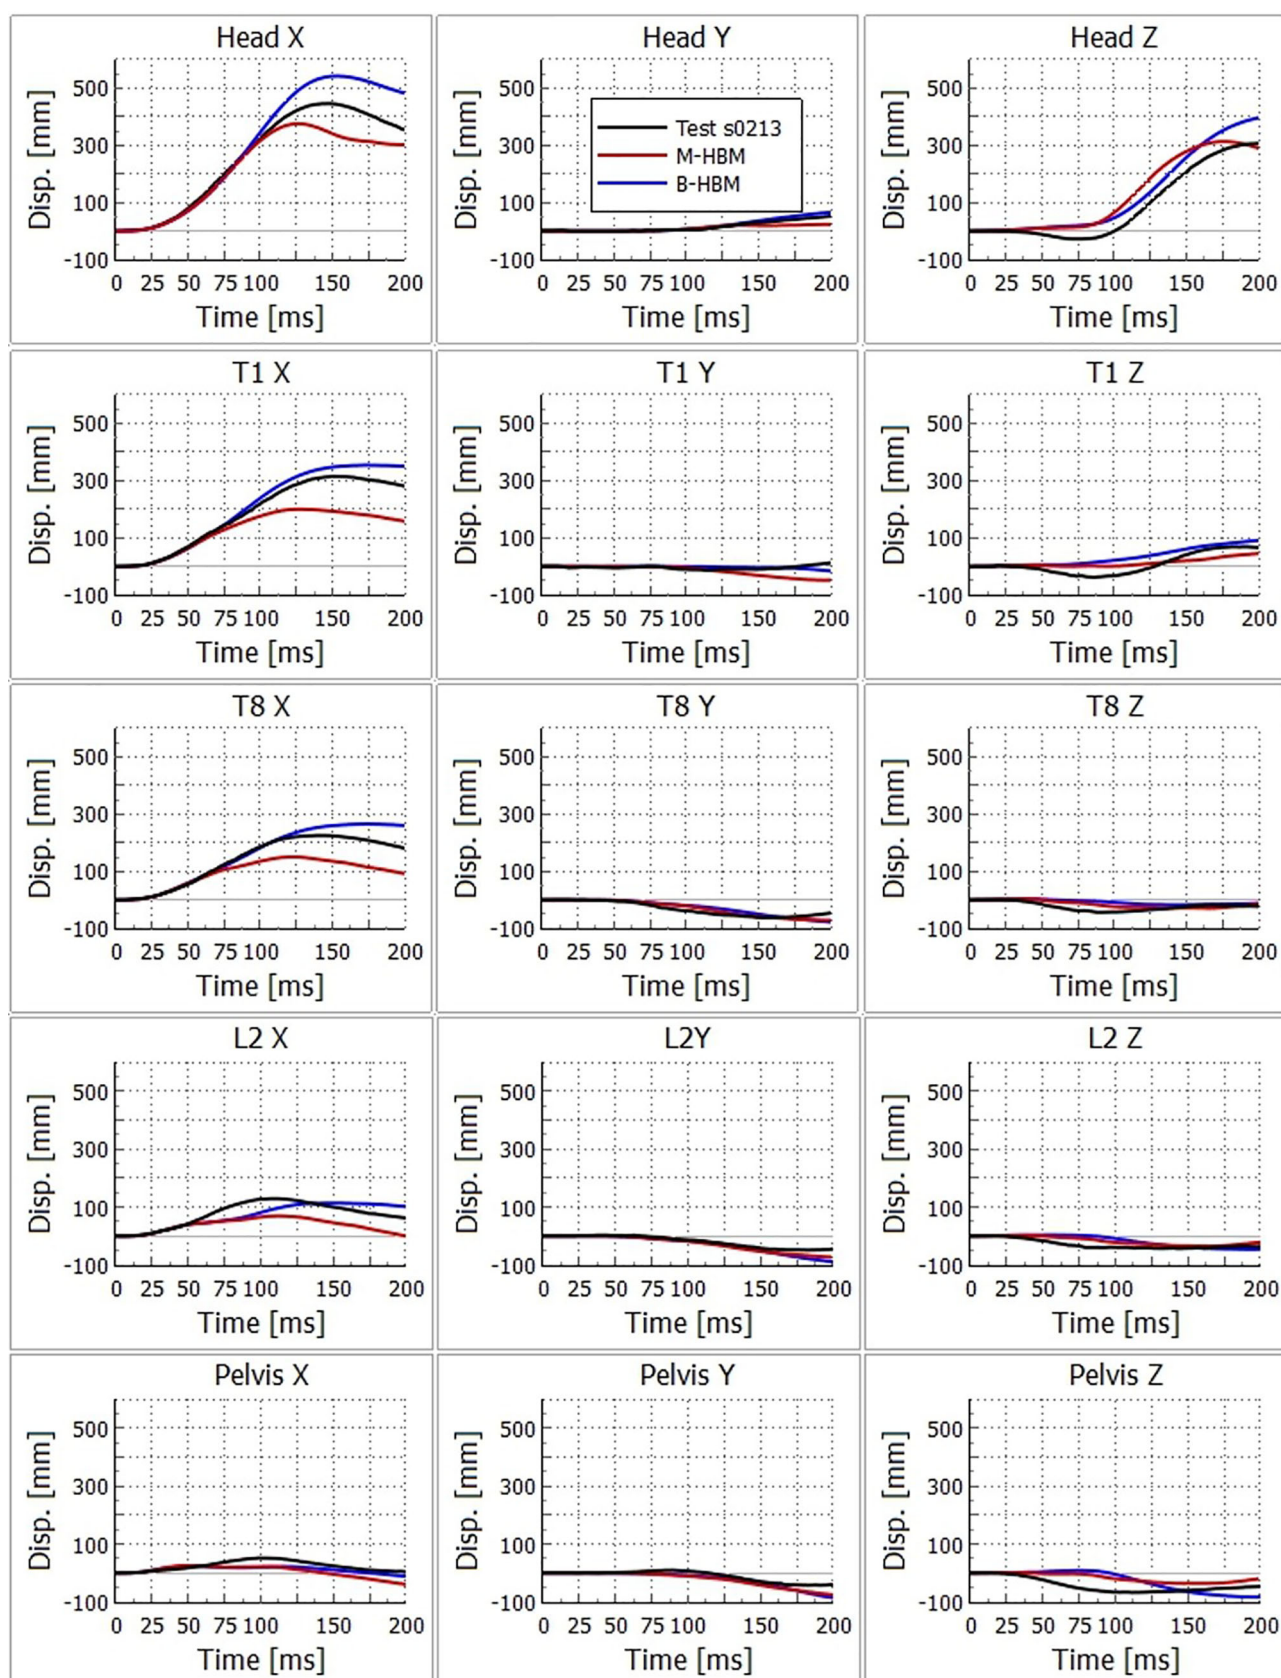 Head X Head Y Head Z
Disp. [mm] 500 300 100 -100 Disp. [mm] 500 300 100 -100 Disp. [mm] 500 300 100 -100
Test s0213
M-HBM
B-HBM
0 25 50 75 100 150 200 0 25 50 75 100 150 200 0 25 50 75 100 150 200
Time [ms] Time [ms] Time [ms]
T1 X T1 Y T1 Z
Disp. [mm] 500 300 100 -100 Disp. [mm] 500 300 100 -100 Disp. [mm] 500 300 100 -100
0 25 50 75 100 150 200 0 25 50 75 100 150 200 0 25 50 75 100 150 200
Time [ms] Time [ms] Time [ms]
T8 X T8 Y T8 Z
Disp. [mm] 500 300 100 -100 Disp. [mm] 500 300 100 -100 Disp. [mm] 500 300 100 -100
0 25 50 75 100 150 200 0 25 50 75 100 150 200 0 25 50 75 100 150 200
Time [ms] Time [ms] Time [ms]
L2 X L2Y L2 Z
Disp. [mm] 500 300 100 -100 Disp. [mm] 500 300 100 -100 Disp. [mm] 500 300 100 -100
0 25 50 75 100 150 200 0 25 50 75 100 150 200 0 25 50 75 100 150 200
Time [ms] Time [ms] Time [ms]
Pelvis X Pelvis Y Pelvis Z
Disp. [mm] 500 300 100 -100 Disp. [mm] 500 300 100 -100 Disp. [mm] 500 300 100 -100
0 25 50 75 100 150 200 0 25 50 75 100 150 200 0 25 50 75 100 150 200
Time [ms] Time [ms] Time [ms]